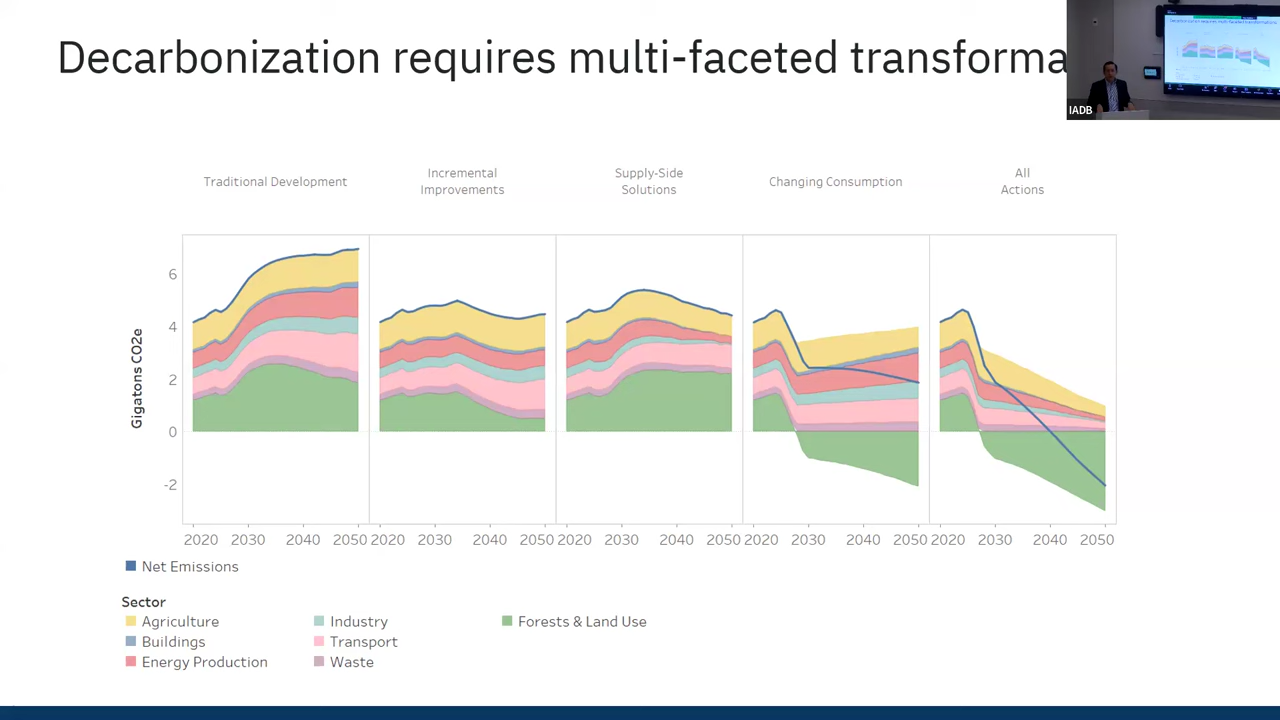 Decarbonization requires multi-faceted transforma
IADB
Traditional Development
Incremental
Improvements
Supply-Side
Solutions
Changing Consumption
All
Actions
Gigatons CO2e
6
4
2
0
-2
2020 2030 2040 2050 2020 2030 2040 2050 2020 2030 2040 2050 2020 2030 2040 2050 2020 2030 2040 2050
Net Emissions
Sector
Agriculture Industry Forests & Land Use
Buildings Transport
Energy Production Waste